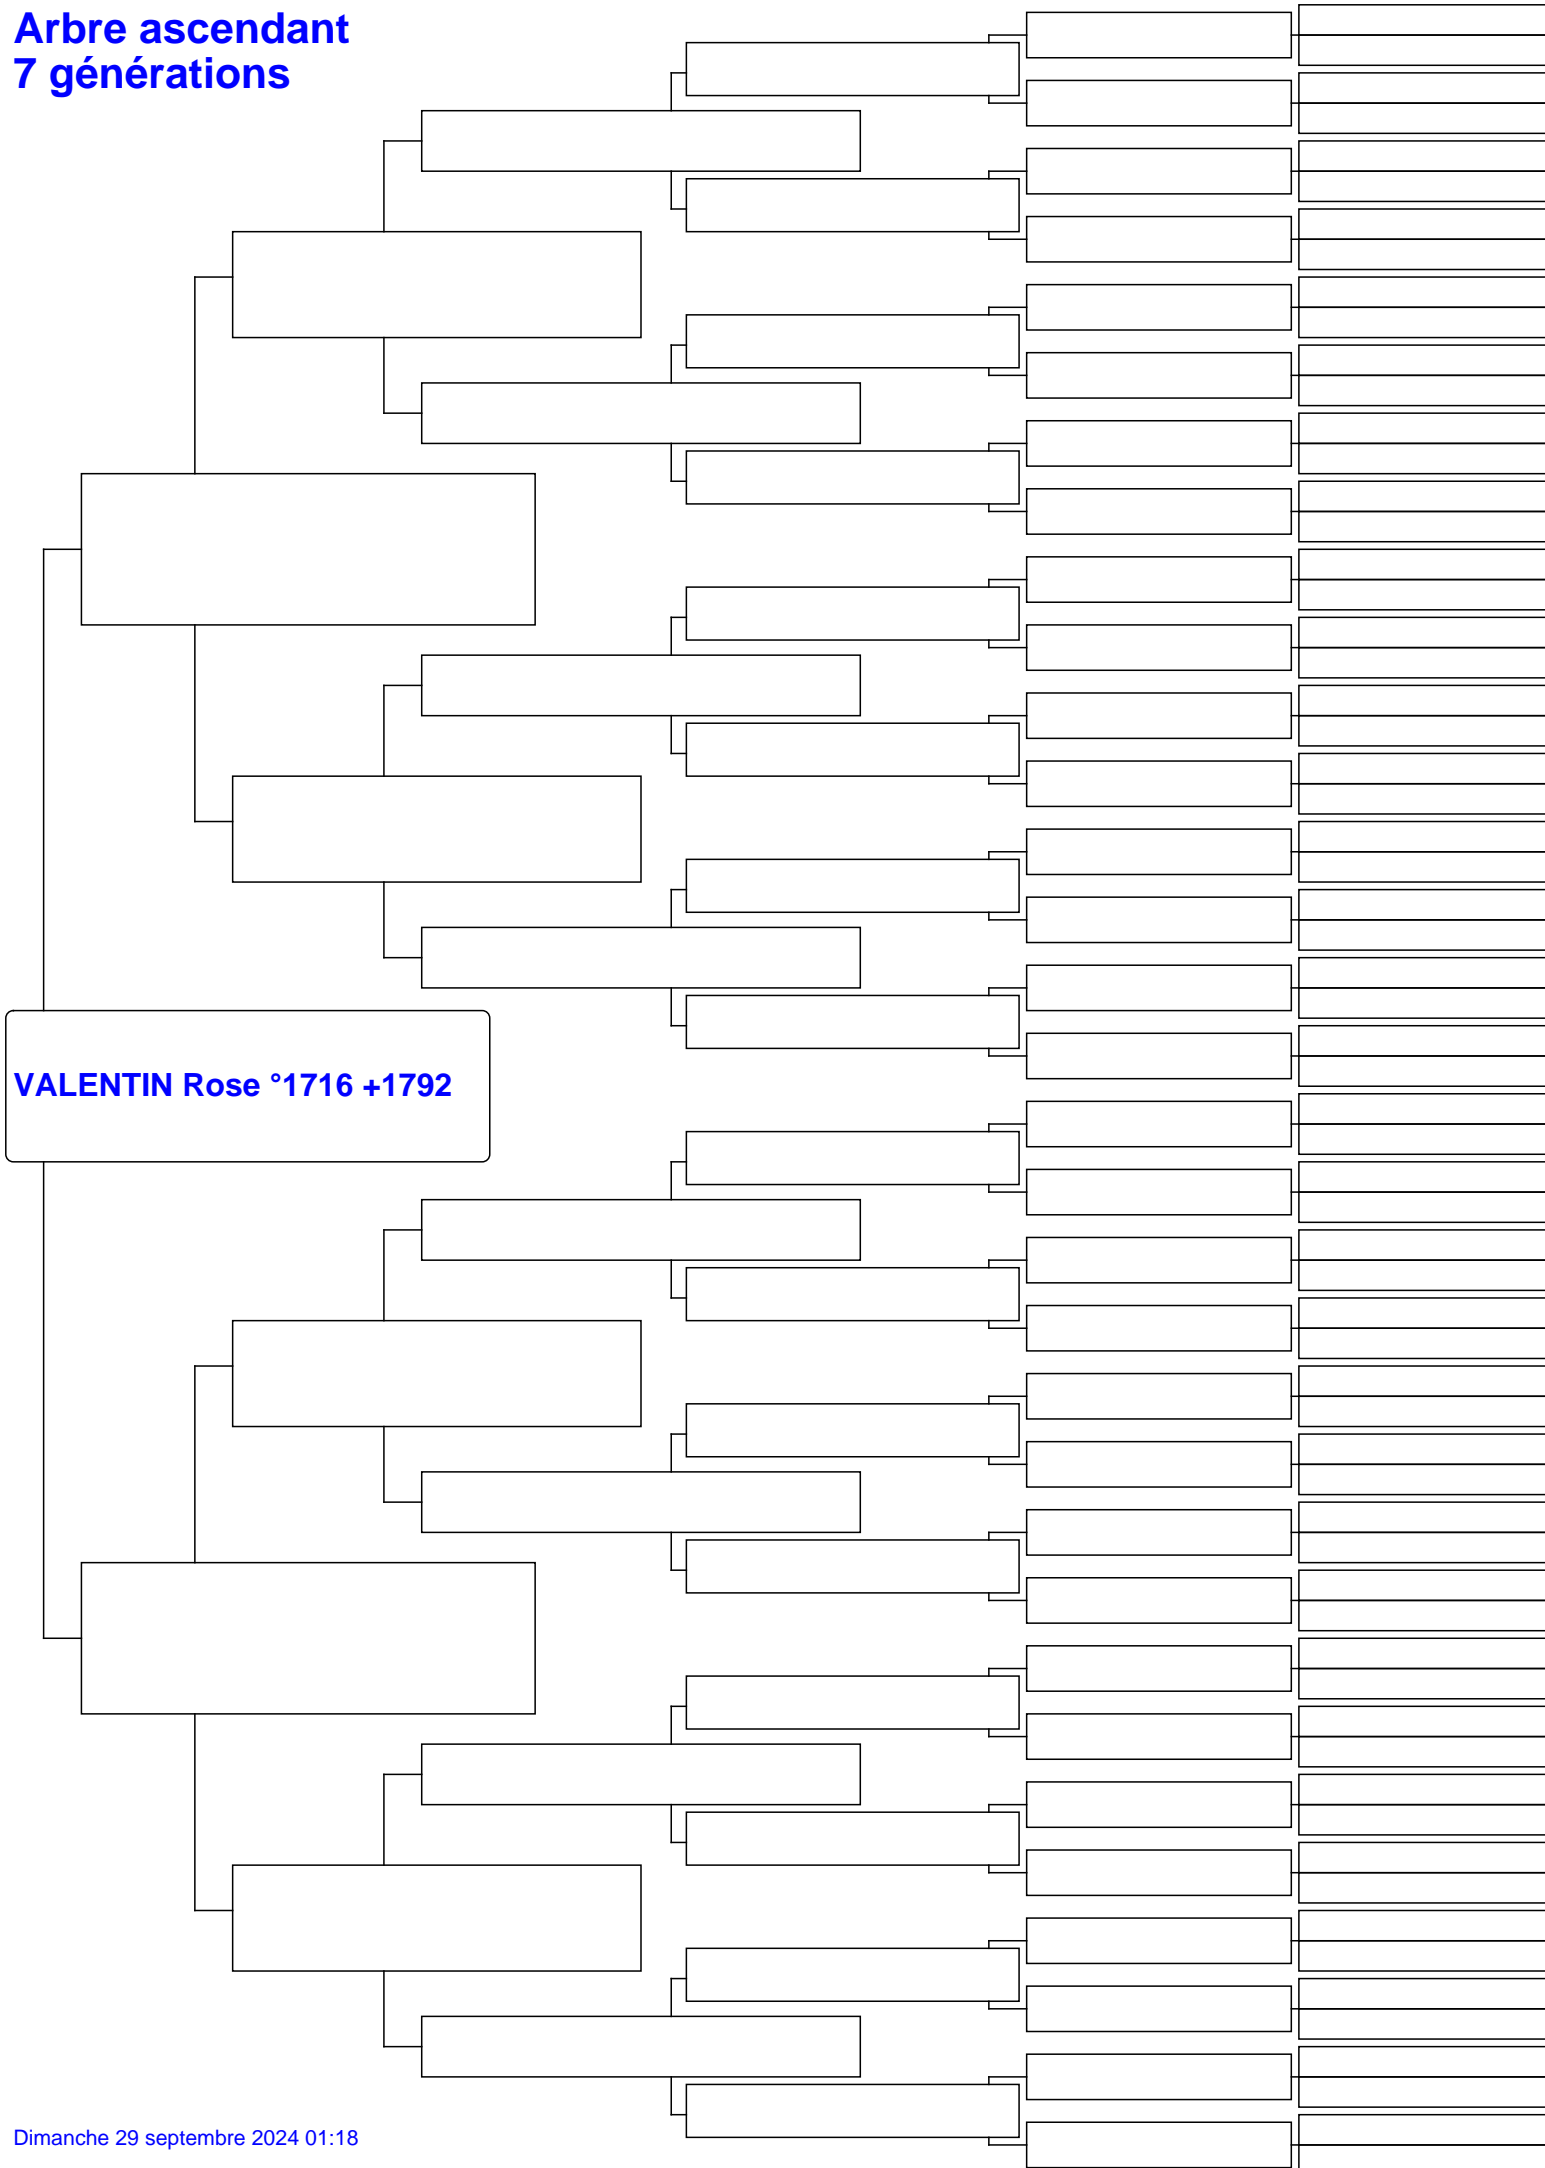 Arbre ascendant
7 générations
VALENTIN Rose °1716 +1792
Dimanche 29 septembre 2024 01:18